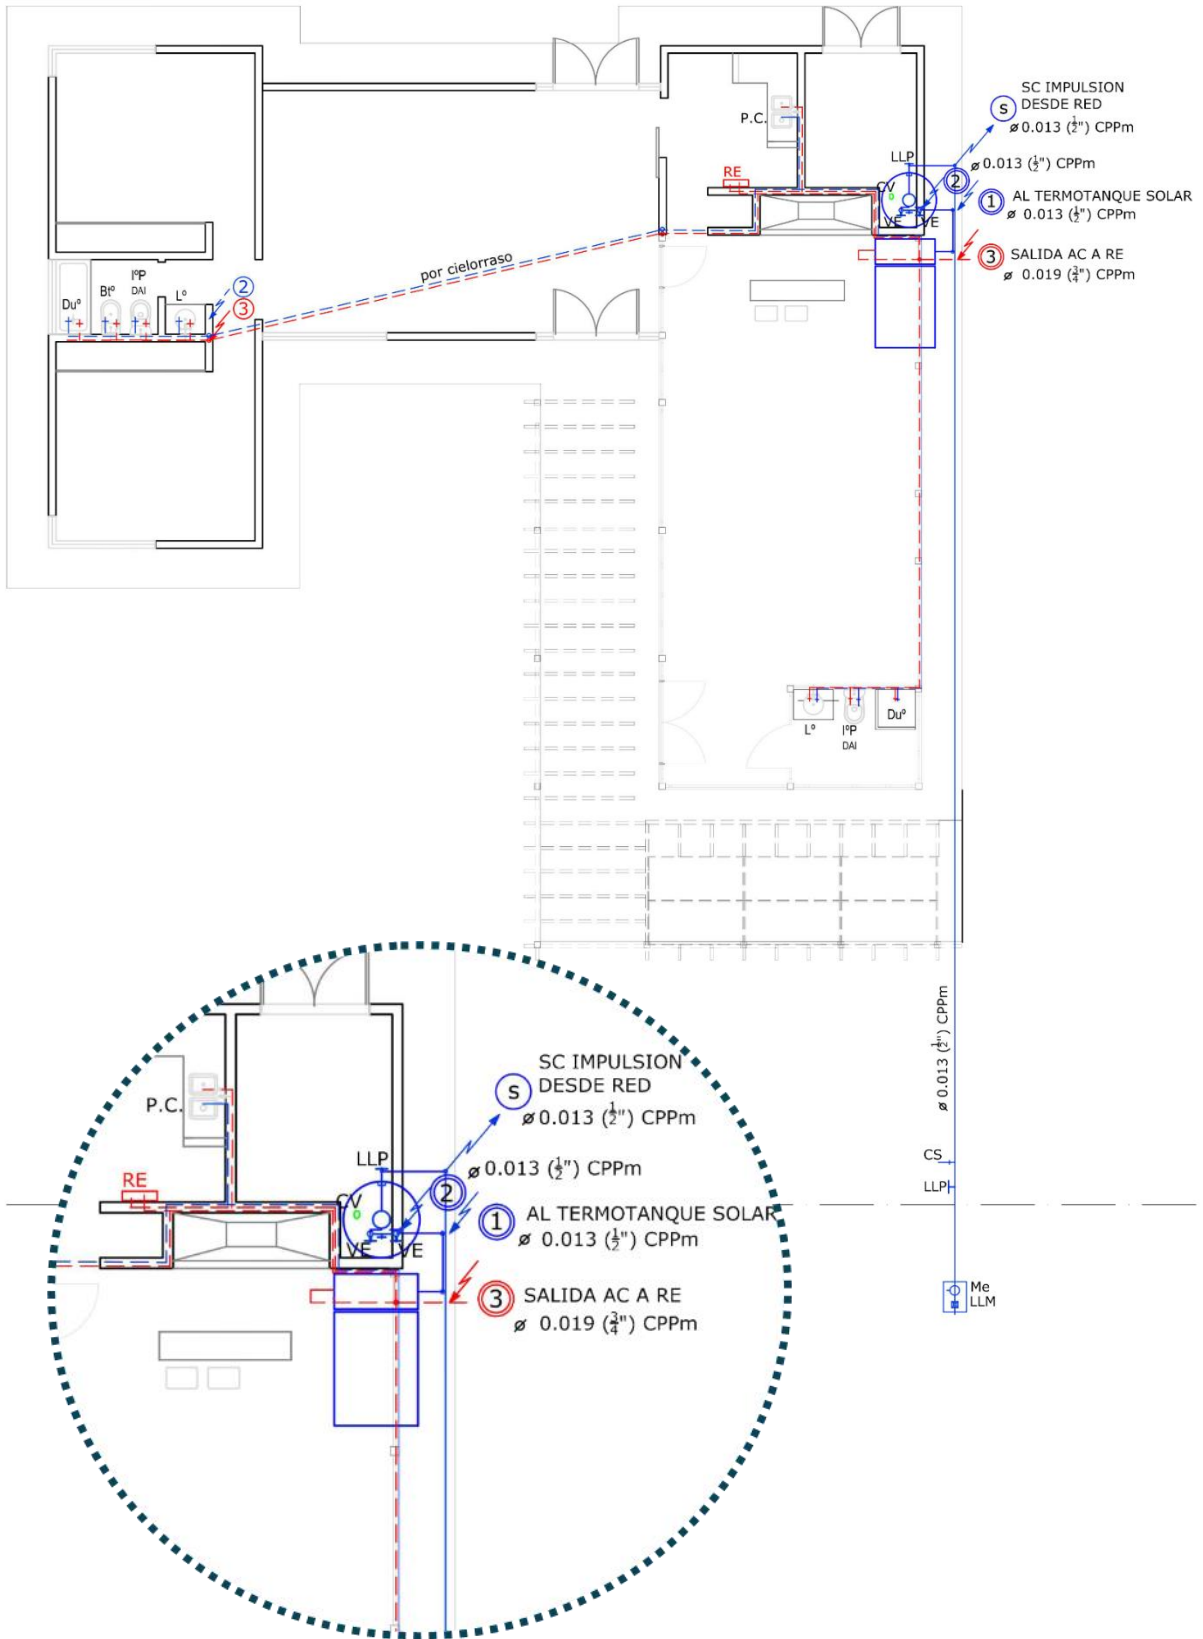 SC IMPULSION
S DESDE RED
ø 0.013 (½") CPPm
P.C.
LLP
ø 0.013 (½") CPPm
2
RE
CV
1 AL TERMOTANQUE SOLAR
ø 0.013 (½") CPPm
VE VE
3 SALIDA AC A RE
ø 0.019 (¾") CPPm
por cielorraso
IºP
DAI
Duº Btº Lº
2
3
Lº IºP Duº
DAI
ø 0.013 (½") CPPm
CS
LLP
Me
LLM
SC IMPULSION
S DESDE RED
ø 0.013 (½") CPPm
P.C.
LLP
ø 0.013 (½") CPPm
2
RE
CV
1 AL TERMOTANQUE SOLAR
ø 0.013 (½") CPPm
VE VE
3 SALIDA AC A RE
ø 0.019 (¾") CPPm